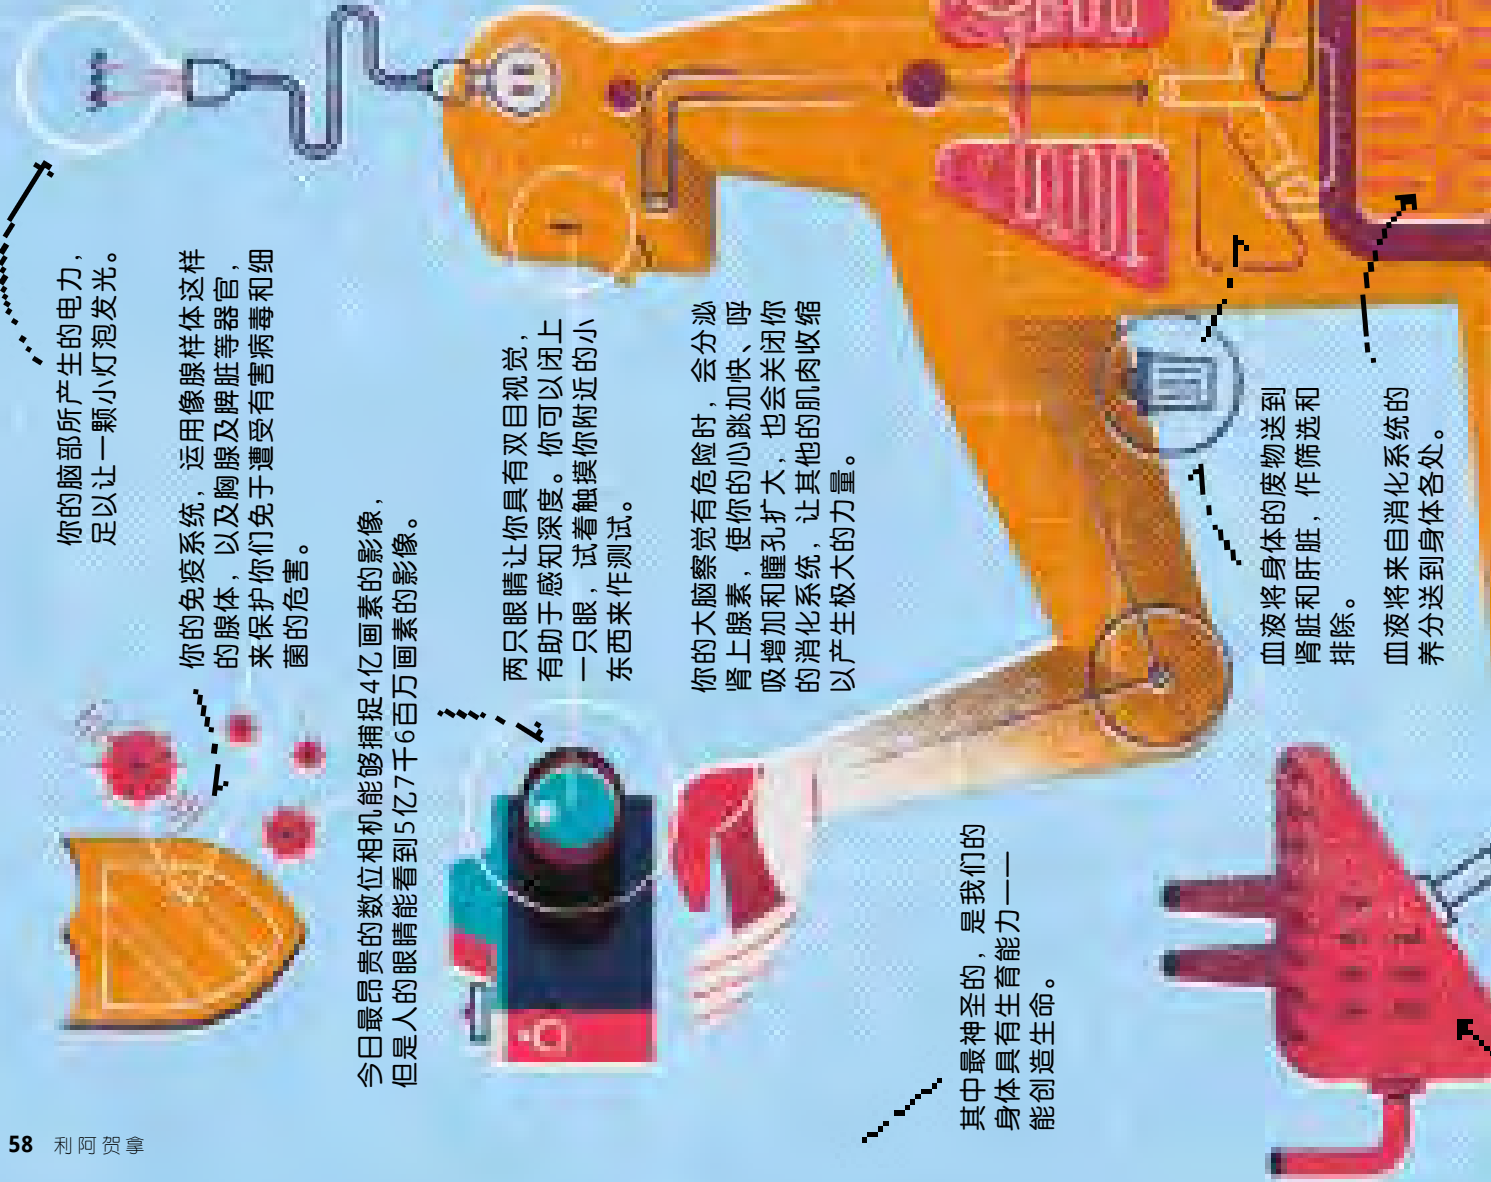 你的脑部所产生的电力，
足以让一颗小灯泡发光。
你的免疫系统，运用像腺样体这样
的腺体，以及胸腺及脾脏等器官，
来保护你们免于遭受有害病毒和细
菌的危害。
今日最昂贵的数位相机能够捕捉4亿画素的影像，
但是人的眼睛能看到5亿7千6百万画素的影像。
两只眼睛让你具有双目视觉，
有助于感知深度。你可以闭上
一只眼，试着触摸你附近的小
东西来作测试。
你的大脑察觉有危险时，会分泌
肾上腺素，使你的心跳加快、呼
吸增加和瞳孔扩大，也会关闭你
的消化系统，让其他的肌肉收缩
以产生极大的力量。
血液将身体的废物送到
肾脏和肝脏，作筛选和
排除。
血液将来自消化系统的
养分送到身体各处。
其中最神圣的，是我们的
身体具有生育能力——
能创造生命。
58 利阿贺拿